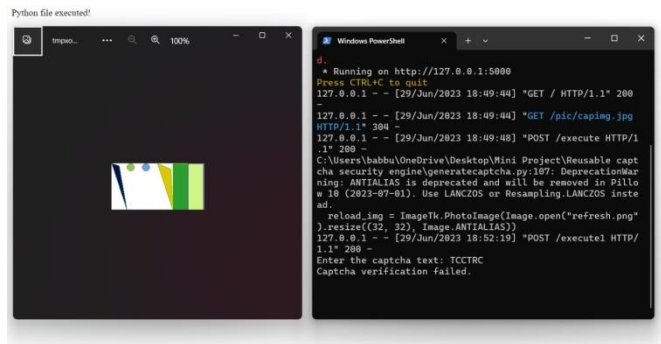 Python file executed!
tmpxo...
100%
Windows PowerShell
d.
* Running on http://127.0.0.1:5000
Press CTRL+C to quit
127.0.0.1 - - [29/Jun/2023 18:49:44] "GET / HTTP/1.1" 200
-
127.0.0.1 - - [29/Jun/2023 18:49:44] "GET /pic/capimg.jpg
HTTP/1.1" 304 -
127.0.0.1 - - [29/Jun/2023 18:49:48] "POST /execute HTTP/1
.1" 200 -
C:\Users\babbu\OneDrive\Desktop\Mini Project\Reusable capt
cha security engine\generatecaptcha.py:107: DeprecationWar
ning: ANTIALIAS is deprecated and will be removed in Pillo
w 10 (2023-07-01). Use LANCZOS or Resampling.LANCZOS inste
ad.
reload_img = ImageTk.PhotoImage(Image.open("refresh.png"
).resize((32, 32), Image.ANTIALIAS))
127.0.0.1 - - [29/Jun/2023 18:52:19] "POST /execute1 HTTP/
1.1" 200 -
Enter the captcha text: TCCTRC
Captcha verification failed.